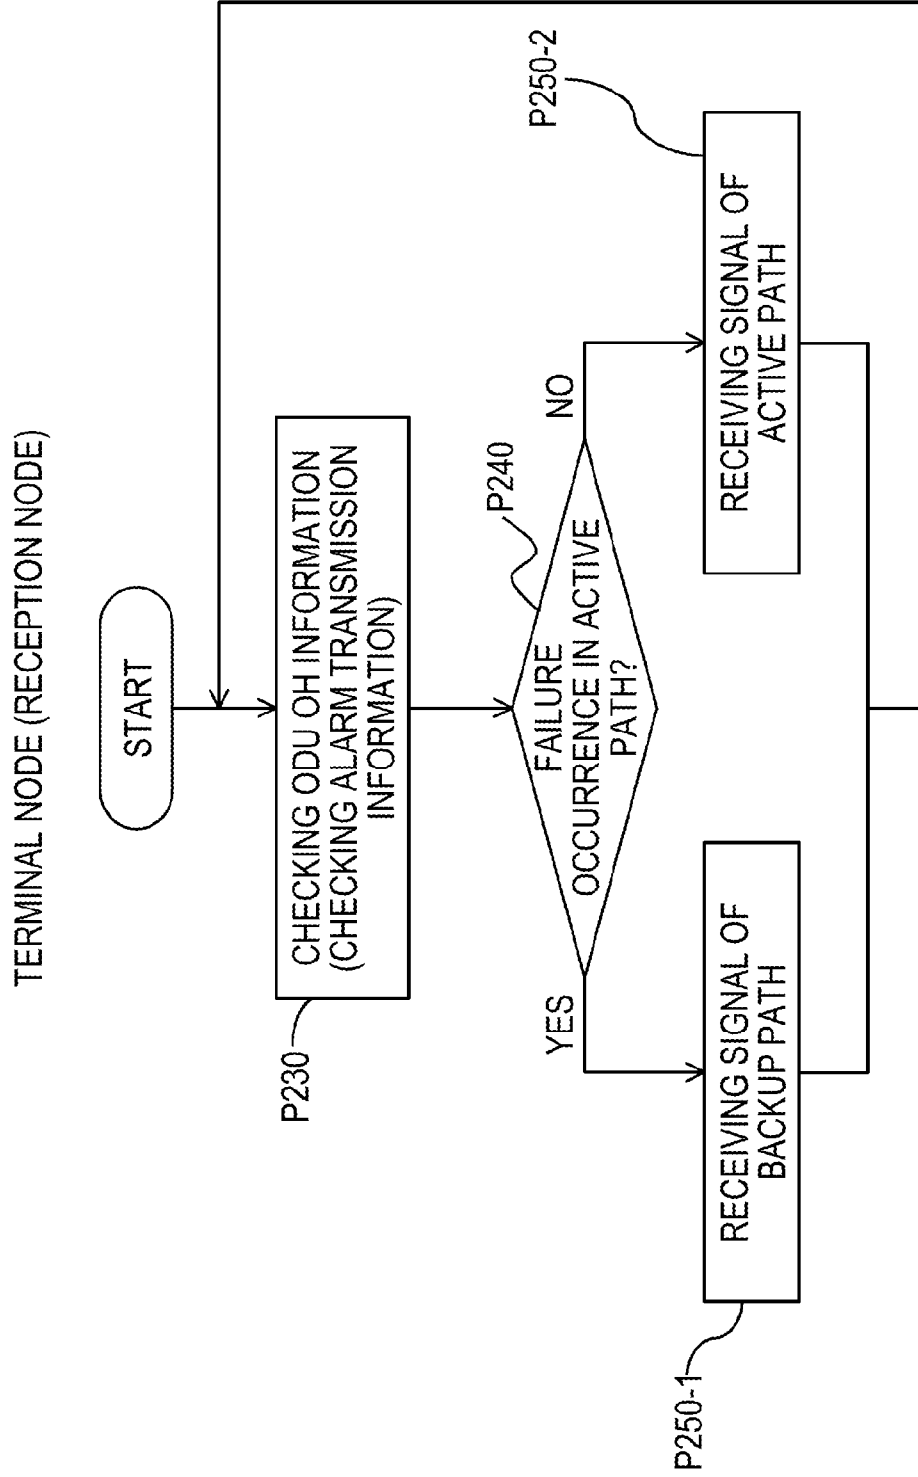 TERMINAL NODE (RECEPTION NODE)
START
P230
CHECKING ODU OH INFORMATION
(CHECKING ALARM TRANSMISSION
INFORMATION)
P240
FAILURE
OCCURRENCE IN ACTIVE
PATH?
YES
NO
P250-1
RECEIVING SIGNAL OF
BACKUP PATH
P250-2
RECEIVING SIGNAL OF
ACTIVE PATH